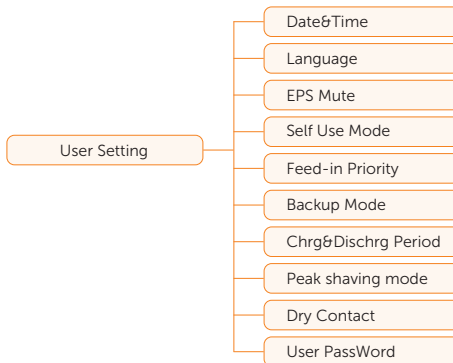 Date&Time
Language
EPS Mute
Self Use Mode
User Setting
Feed-in Priority
Backup Mode
Chrg&Dischrg Period
Peak shaving mode
Dry Contact
User PassWord